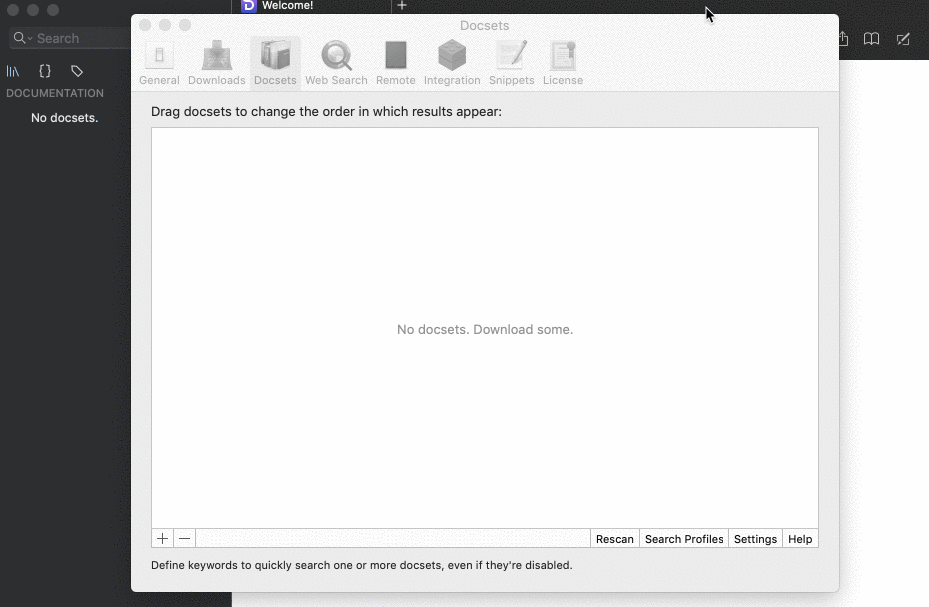 Welcome!
Search
DOCUMENTATION
No docsets.
Docsets
General Downloads Docsets Web Search Remote Integration Snippets License
Drag docsets to change the order in which results appear:
No docsets. Download some.
Rescan Search Profiles Settings Help
Define keywords to quickly search one or more docsets, even if they're disabled.